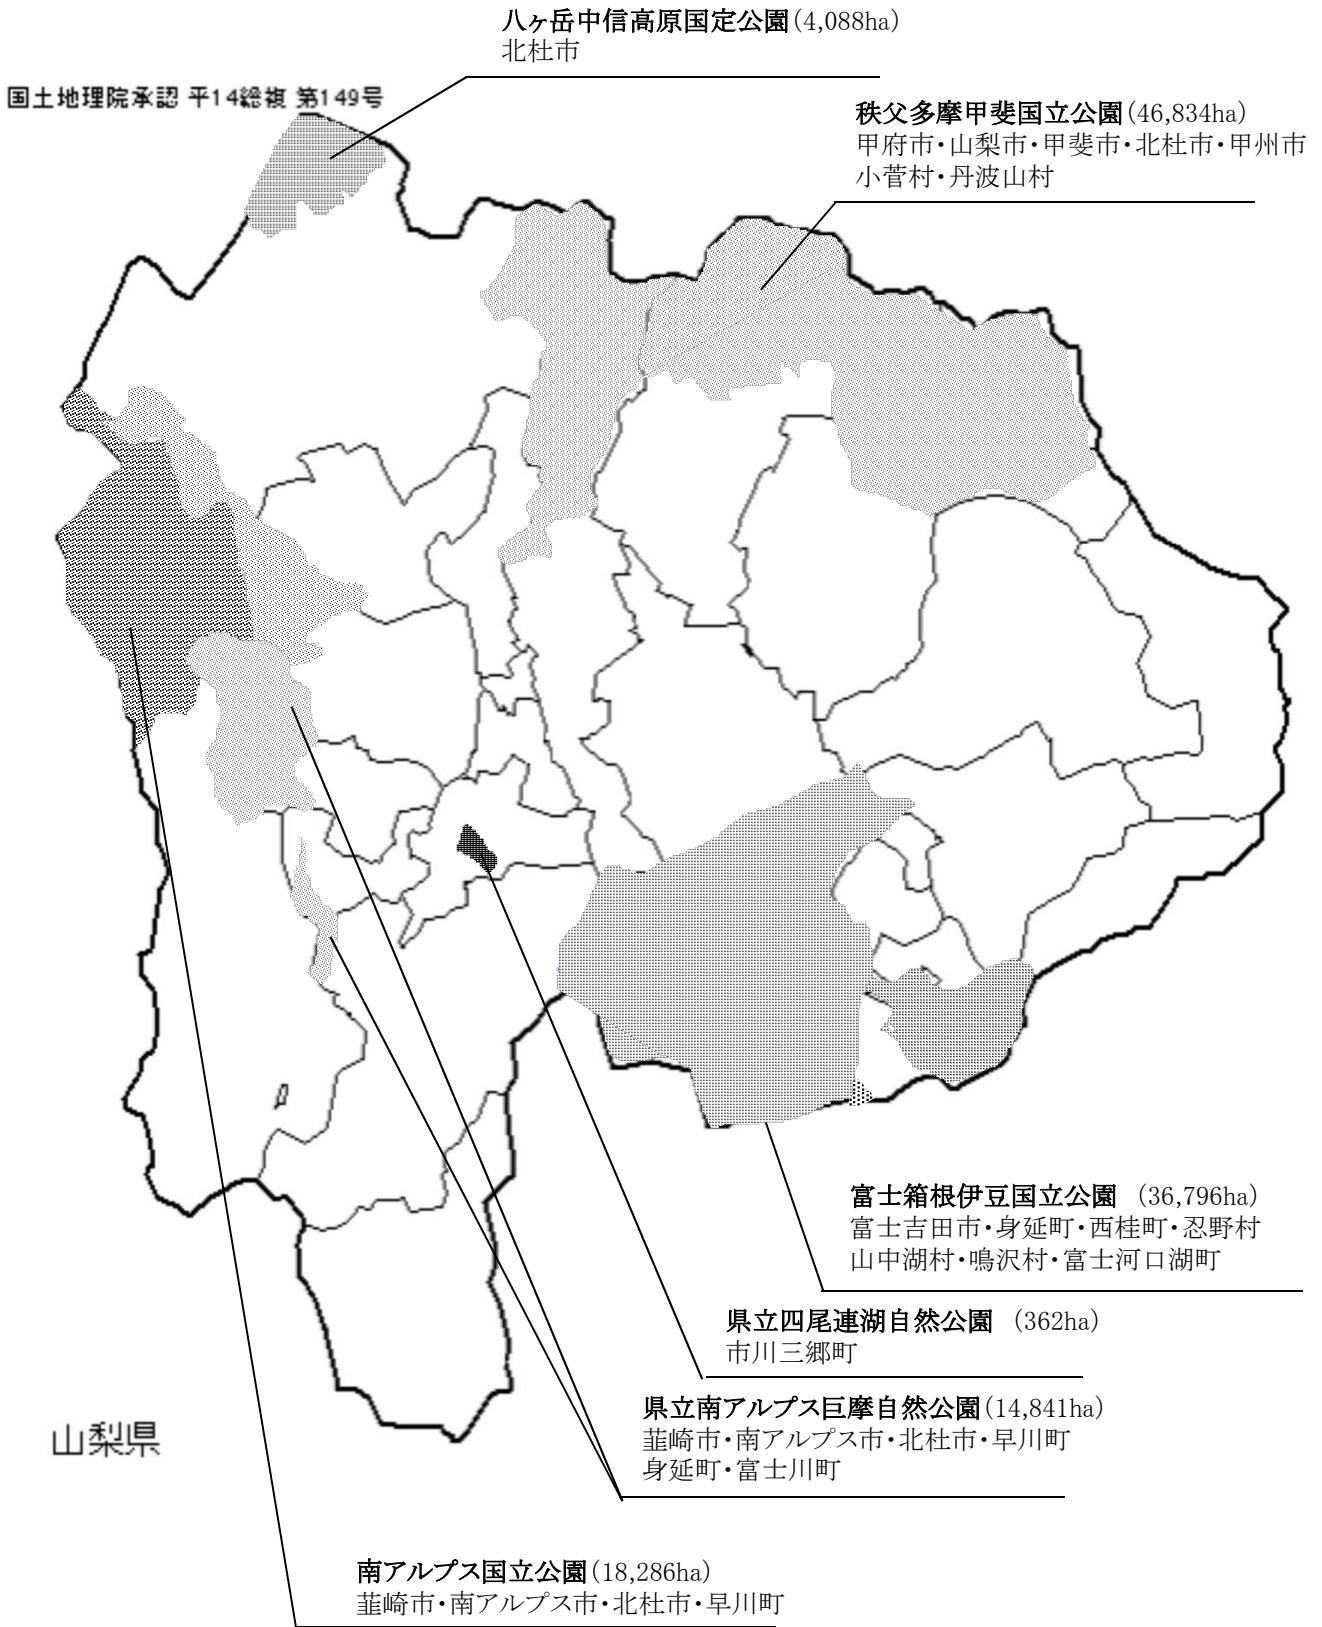 八ヶ岳中信高原国定公園(4,088ha)
北杜市
国土地理院承認 平14総複 第149号
秩父多摩甲斐国立公園(46,834ha)
甲府市・山梨市・甲斐市・北杜市・甲州市
小菅村・丹波山村
富士箱根伊豆国立公園 (36,796ha)
富士吉田市・身延町・西桂町・忍野村
山中湖村・鳴沢村・富士河口湖町
県立四尾連湖自然公園 (362ha)
市川三郷町
県立南アルプス巨摩自然公園(14,841ha)
韮崎市・南アルプス市・北杜市・早川町
身延町・富士川町
山梨県
南アルプス国立公園(18,286ha)
韮崎市・南アルプス市・北杜市・早川町